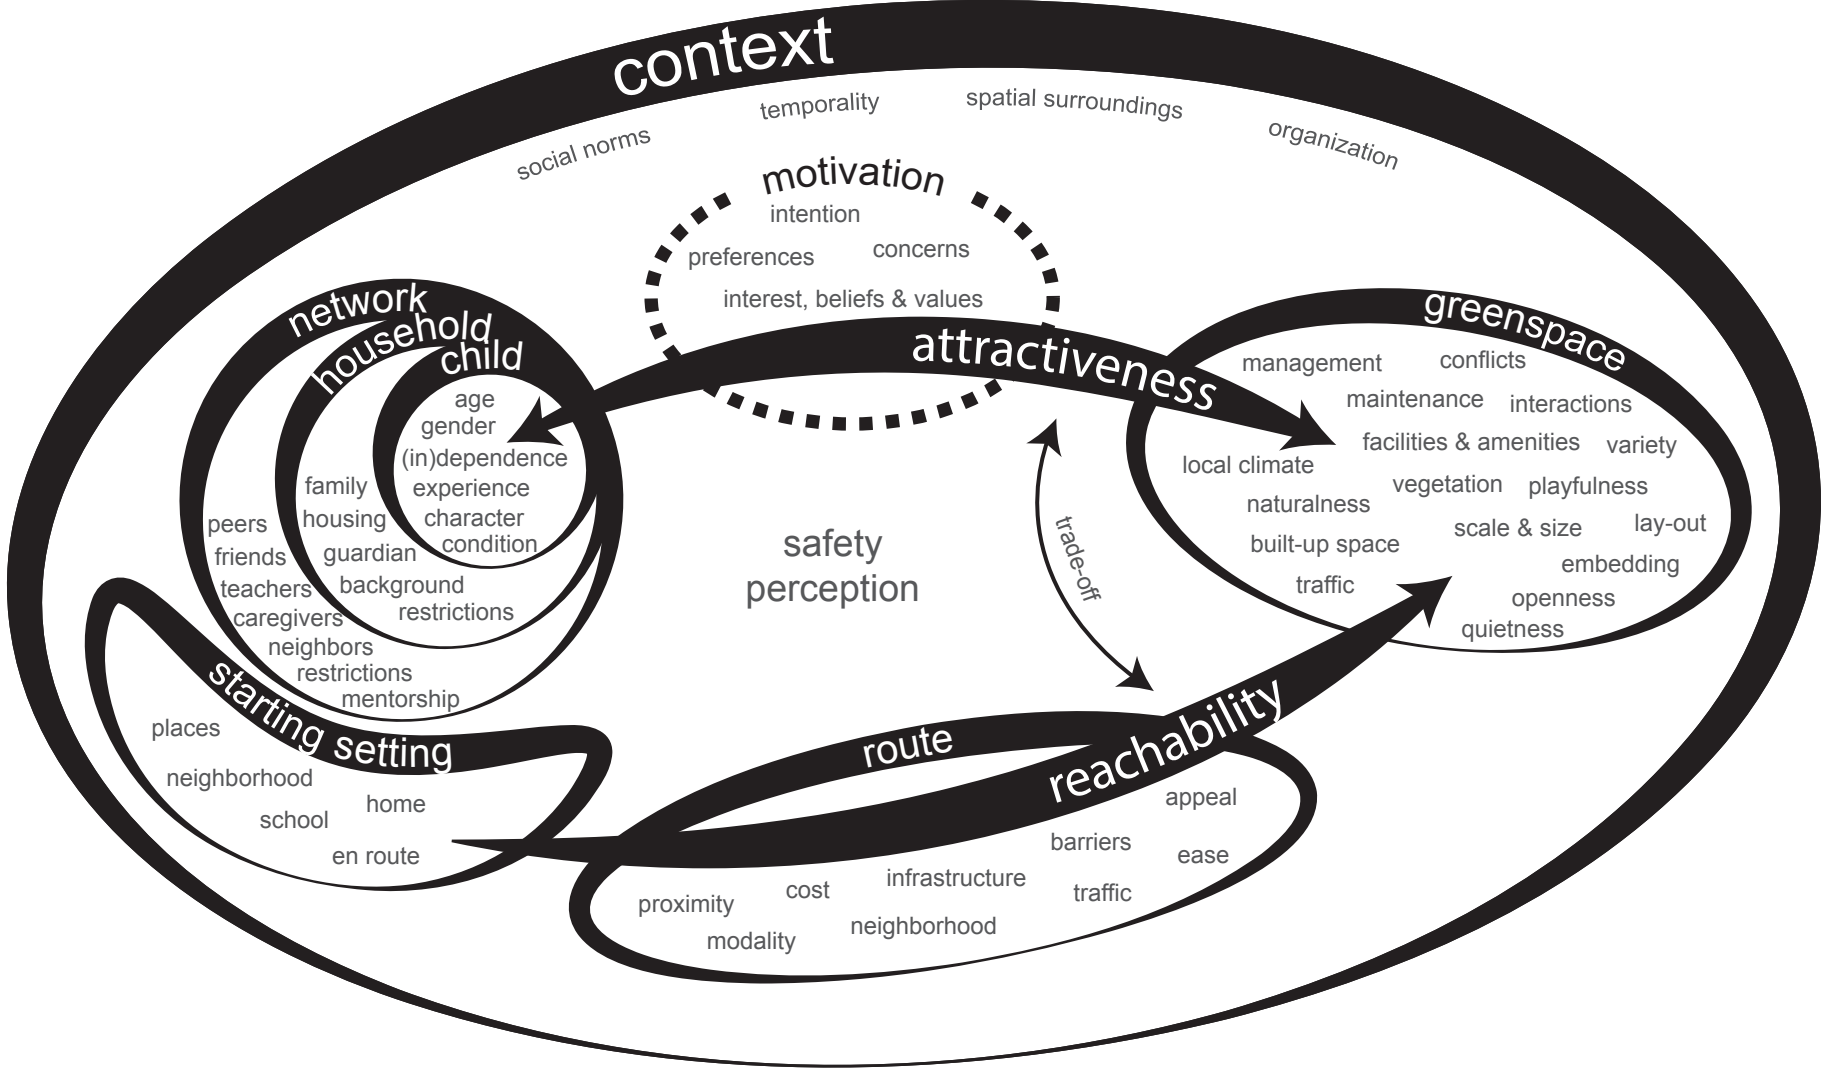 context
social norms
temporality
spatial surroundings
organization
motivation
intention
preferences
concerns
interest, beliefs & values
attractiveness
network
household
child
age
gender
(in)dependence
experience
character
condition
family
housing
guardian
background
restrictions
peers
friends
teachers
caregivers
neighbors
restrictions
mentorship
safety
perception
trade-off
greenspace
management
conflicts
maintenance
interactions
facilities & amenities
variety
local climate
vegetation
playfulness
naturalness
scale & size
lay-out
built-up space
embedding
traffic
openness
quietness
starting setting
places
neighborhood
home
school
en route
route
reachability
appeal
barriers
ease
infrastructure
cost
traffic
proximity
neighborhood
modality